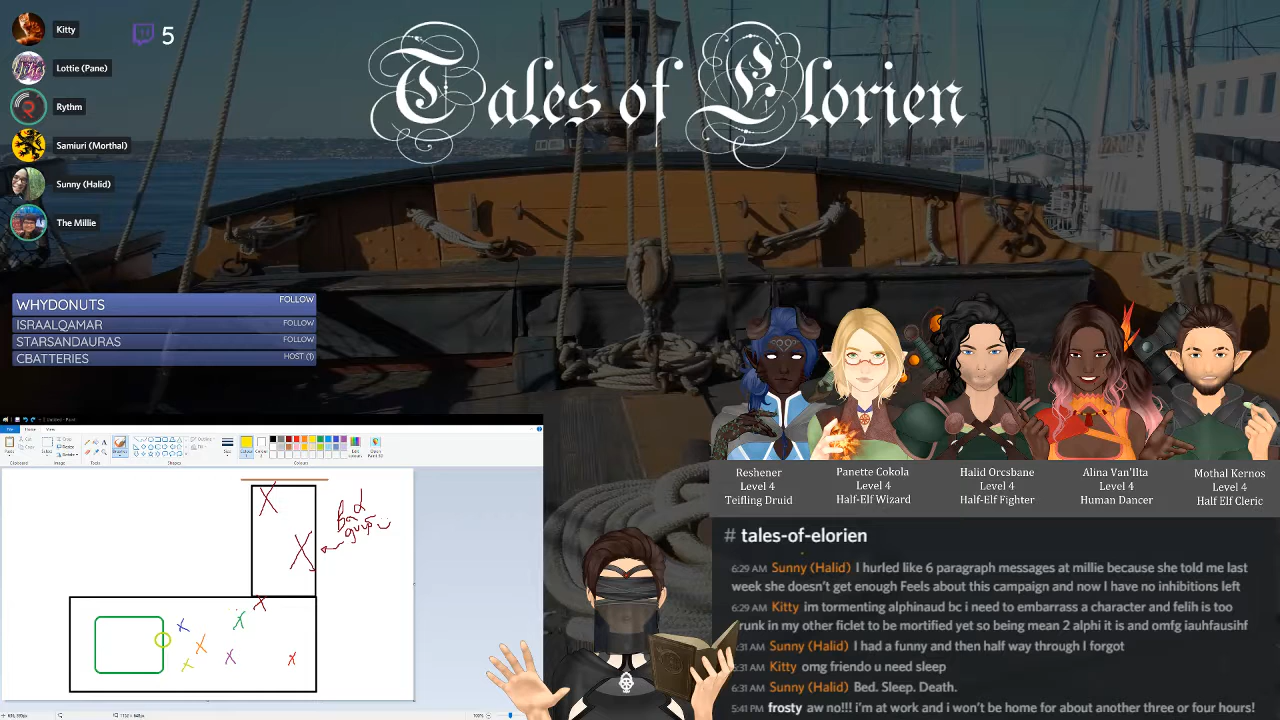 Kitty
5
Tales of Elorien
Lottie (Pane)
Rythm
Samiuri (Morthal)
Sunny (Halid)
The Millie
WHYDONUTS FOLLOW
ISRAALQAMAR FOLLOW
STARSANDAURAS FOLLOW
CBATTERIES HOST (1)
Bad
guys
Reshener
Level 4
Teifling Druid
Panette Cokola
Level 4
Half-Elf Wizard
Halid Orcsbane
Level 4
Half-Elf Fighter
Alina Van'Ilta
Level 4
Human Dancer
Mothal Kernos
Level 4
Half Elf Cleric
# tales-of-elorien
6:29 AM Sunny (Halid) I hurled like 6 paragraph messages at millie because she told me last
week she doesn't get enough Feels about this campaign and now I have no inhibitions left
6:29 AM Kitty im tormenting alphinaud bc i need to embarrass a character and felih is too
drunk in my other ficlet to be mortified yet so being mean 2 alphi it is and omfg iauhfausihf
:31 AM Sunny (Halid) I had a funny and then half way through I forgot
:31 AM Kitty omg friendo u need sleep
6:31 AM Sunny (Halid) Bed. Sleep. Death.
5:41 PM frosty aw no!!! i'm at work and i won't be home for about another three or four hours!